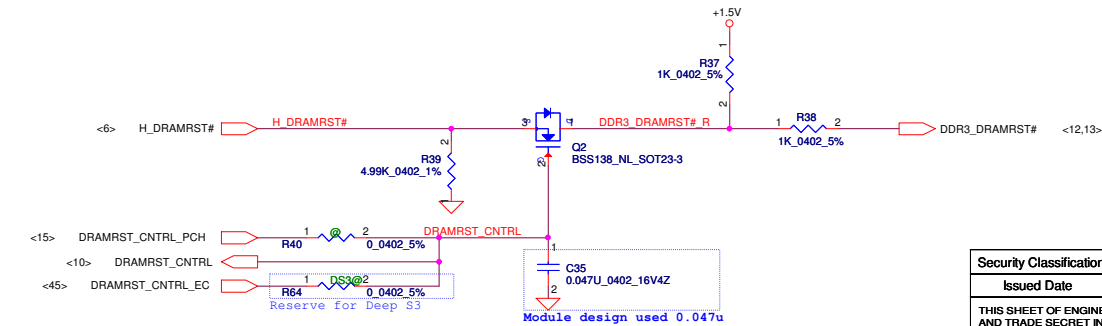 +1.5V
1
R37
1K_0402_5%
2
<6> H_DRAMRST#
H_DRAMRST#
3
1
DDR3_DRAMRST#_R
1 R38 2
1K_0402_5%
DDR3_DRAMRST# <12,13>
Q2
BSS138_NL_SOT23-3
2
2
R39
4.99K_0402_1%
1
<15> DRAMRST_CNTRL_PCH
1 @ 2
R40 0_0402_5%
DRAMRST_CNTRL
<10> DRAMRST_CNTRL
<45> DRAMRST_CNTRL_EC
1 DS3@ 2
R64 0_0402_5%
Reserve for Deep S3
1
C35
0.047U_0402_16V4Z
2
Module design used 0.047u
Security Classification
Issued Date
THIS SHEET OF ENGINE
AND TRADE SECRET IN